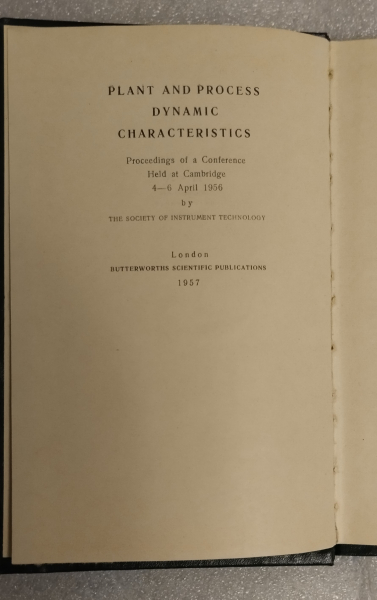 PLANT AND PROCESS
DYNAMIC
CHARACTERISTICS
Proceedings of a Conference
Held at Cambridge
4—6 April 1956
by
THE SOCIETY OF INSTRUMENT TECHNOLOGY
London
BUTTERWORTHS SCIENTIFIC PUBLICATIONS
1957